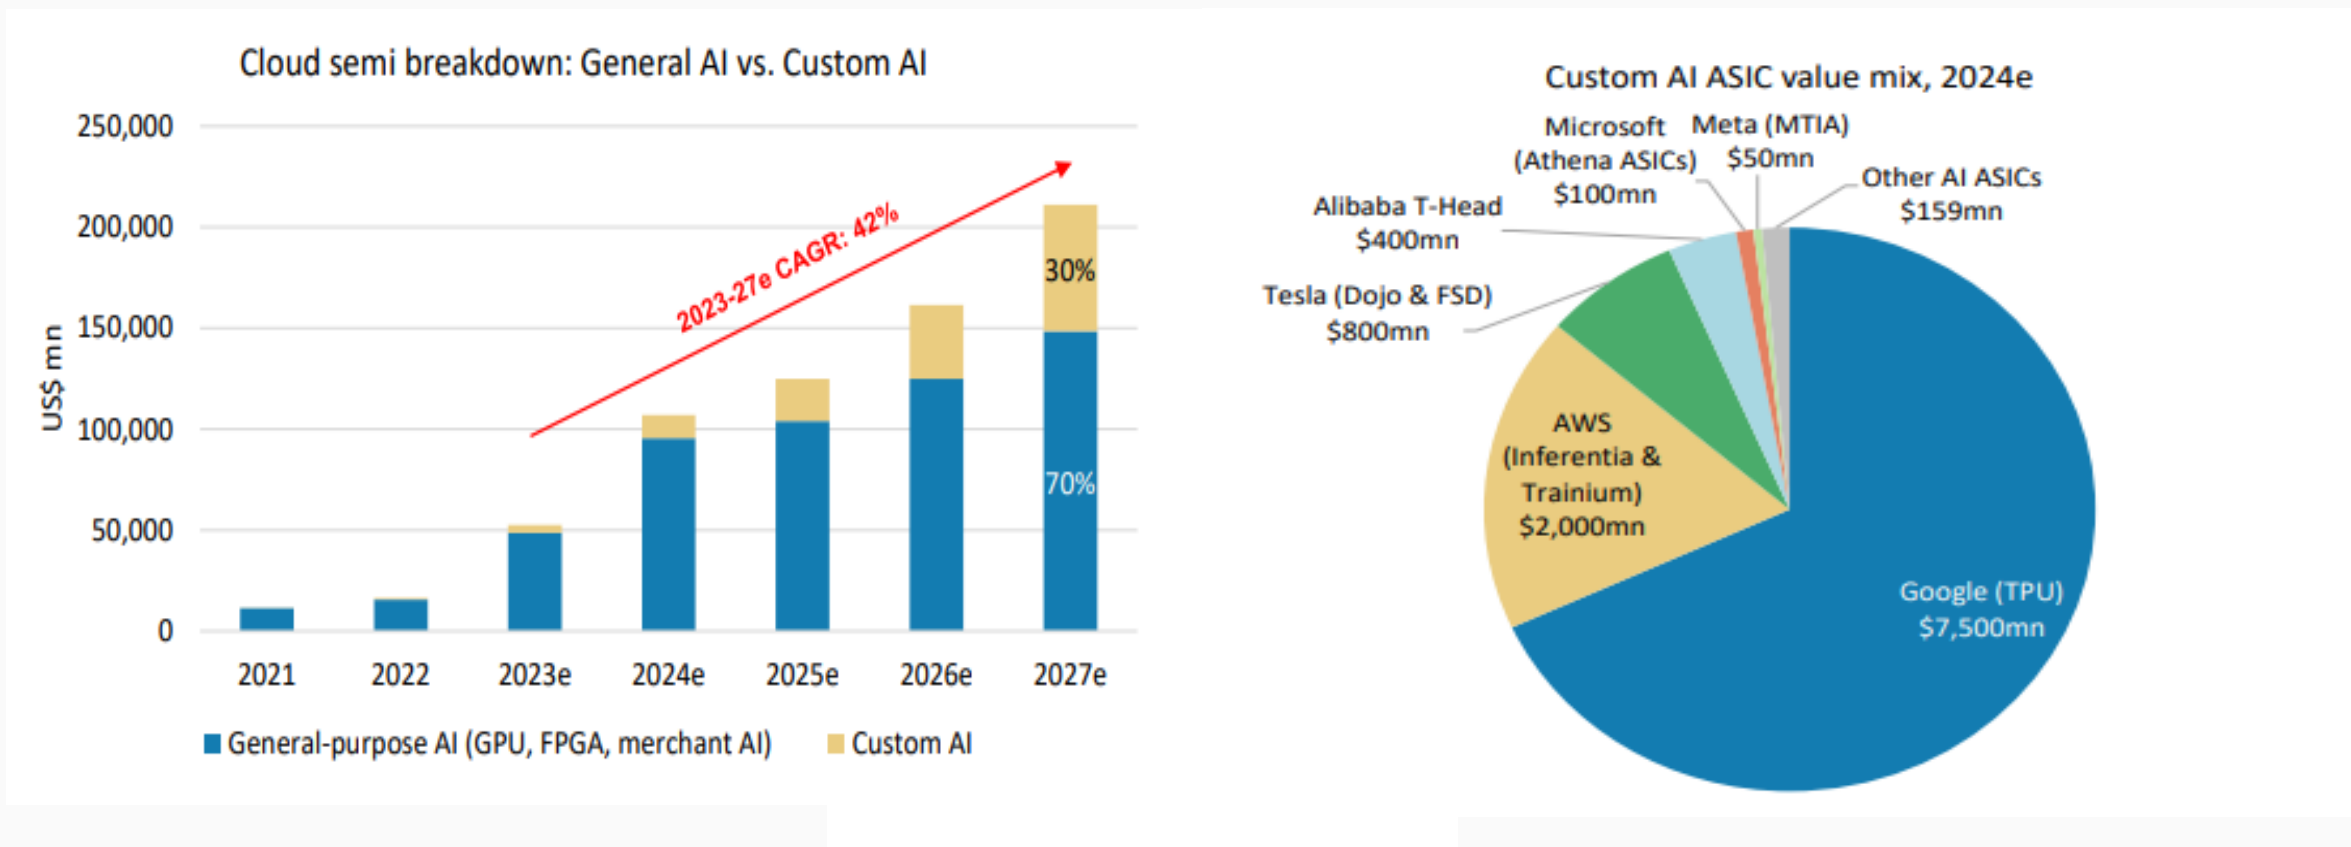 Cloud semi breakdown: General AI vs. Custom AI
250,000
200,000
150,000
100,000
50,000
0
US$ mn
2023-27e CAGR: 42%
30%
70%
2021
2022
2023e
2024e
2025e
2026e
2027e
General-purpose AI (GPU, FPGA, merchant AI)
Custom AI
Custom AI ASIC value mix, 2024e
Microsoft
(Athena ASICs)
$100mn
Meta (MTIA)
$50mn
Other AI ASICs
$159mn
Alibaba T-Head
$400mn
Tesla (Dojo & FSD)
$800mn
AWS
(Inferentia &
Trainium)
$2,000mn
Google (TPU)
$7,500mn